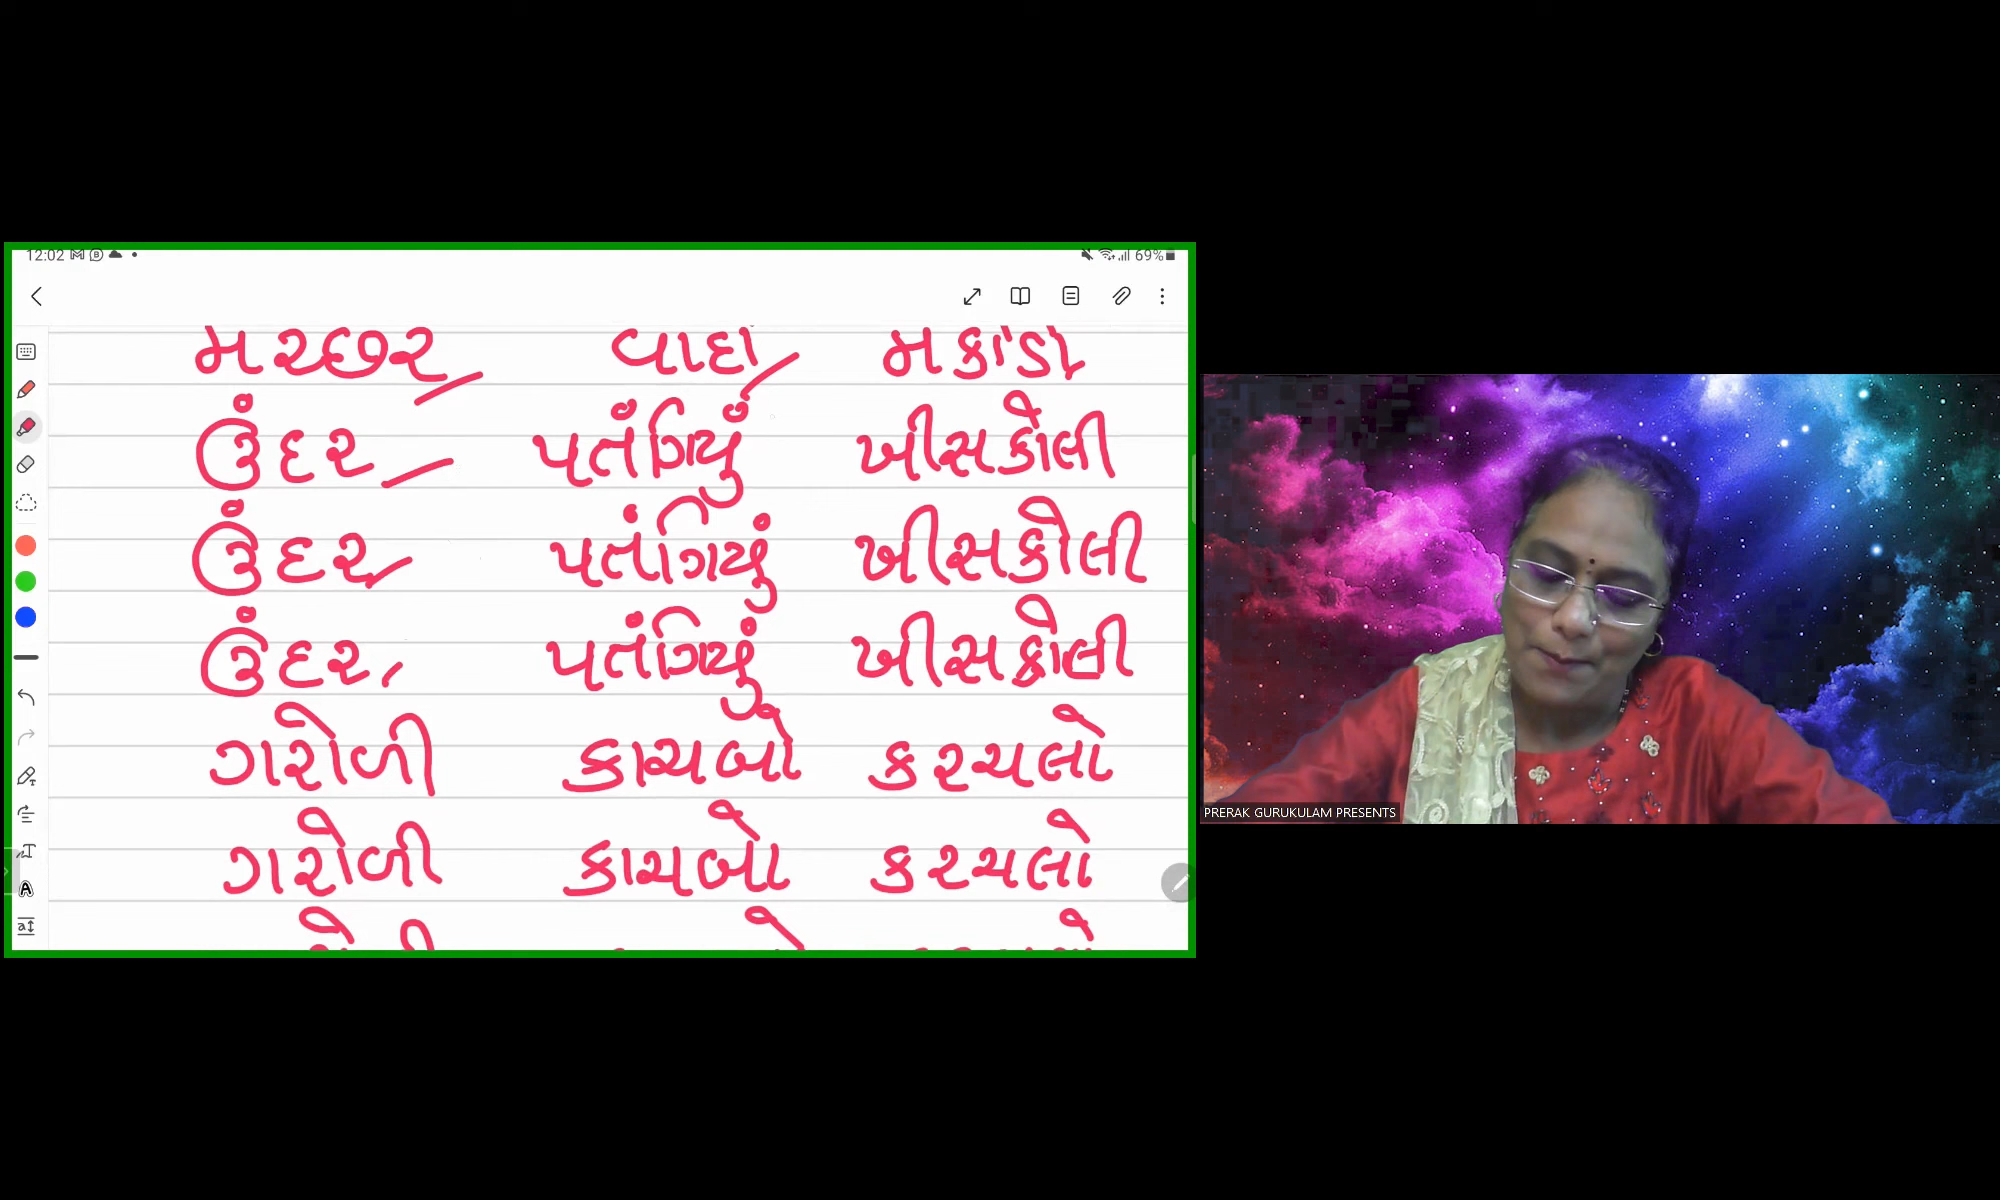 12:02 69%
મચ્છર વાંદો મકોડો
ઉંદર પતંગિયું ખીસકોલી
ઉંદર પતંગિયું ખીસકોલી
ઉંદર પતંગિયું ખીસકોલી
ગરોળી કાચબો કરચલો
ગરોળી કાચબો કરચલો
PRERAK GURUKULAM PRESENTS